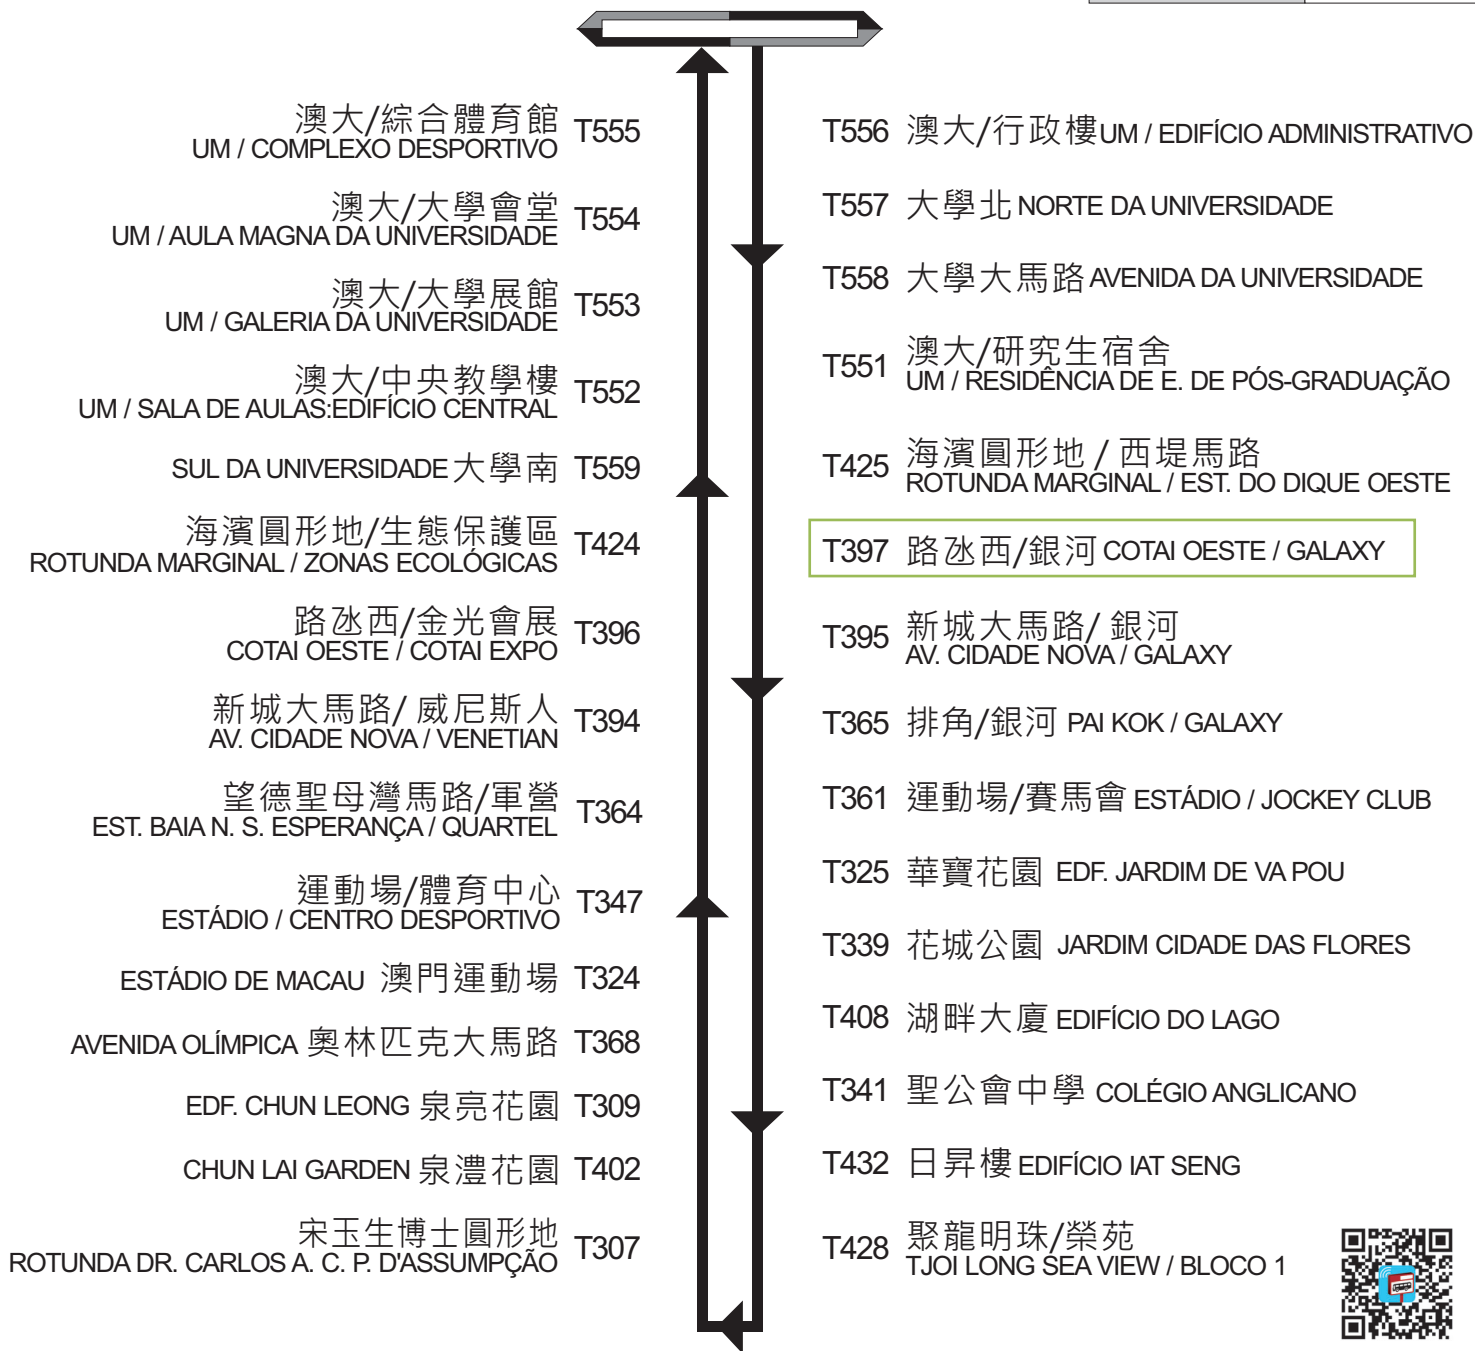 澳大/綜合體育館
UM / COMPLEXO DESPORTIVO
T555
澳大/大學會堂
UM / AULA MAGNA DA UNIVERSIDADE
T554
澳大/大學展館
UM / GALERIA DA UNIVERSIDADE
T553
澳大/中央教學樓
UM / SALA DE AULAS:EDIFÍCIO CENTRAL
T552
SUL DA UNIVERSIDADE 大學南 T559
海濱圓形地/生態保護區
ROTUNDA MARGINAL / ZONAS ECOLÓGICAS
T424
路氹西/金光會展
COTAI OESTE / COTAI EXPO
T396
新城大馬路/ 威尼斯人
AV. CIDADE NOVA / VENETIAN
T394
望德聖母灣馬路/軍營
EST. BAIA N. S. ESPERANÇA / QUARTEL
T364
運動場/體育中心
ESTÁDIO / CENTRO DESPORTIVO
T347
ESTÁDIO DE MACAU 澳門運動場 T324
AVENIDA OLÍMPICA 奧林匹克大馬路 T368
EDF. CHUN LEONG 泉亮花園 T309
CHUN LAI GARDEN 泉澧花園 T402
宋玉生博士圓形地
ROTUNDA DR. CARLOS A. C. P. D'ASSUMPÇÃO
T307
T556 澳大/行政樓 UM / EDIFÍCIO ADMINISTRATIVO
T557 大學北 NORTE DA UNIVERSIDADE
T558 大學大馬路 AVENIDA DA UNIVERSIDADE
T551
澳大/研究生宿舍
UM / RESIDÊNCIA DE E. DE PÓS-GRADUAÇÃO
T425
海濱圓形地 / 西堤馬路
ROTUNDA MARGINAL / EST. DO DIQUE OESTE
T397 路氹西/銀河 COTAI OESTE / GALAXY
T395
新城大馬路/ 銀河
AV. CIDADE NOVA / GALAXY
T365 排角/銀河 PAI KOK / GALAXY
T361 運動場/賽馬會 ESTÁDIO / JOCKEY CLUB
T325 華寶花園 EDF. JARDIM DE VA POU
T339 花城公園 JARDIM CIDADE DAS FLORES
T408 湖畔大廈 EDIFÍCIO DO LAGO
T341 聖公會中學 COLÉGIO ANGLICANO
T432 日昇樓 EDIFÍCIO IAT SENG
T428
聚龍明珠/榮苑
TJOI LONG SEA VIEW / BLOCO 1